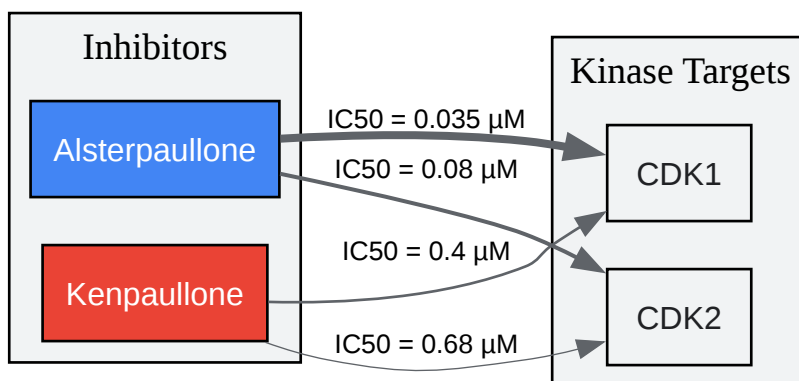 Inhibitors
Alsterpaullone
Kenpaullone
IC50 = 0.035 µM
IC50 = 0.08 µM
IC50 = 0.4 µM
IC50 = 0.68 µM
Kinase Targets
CDK1
CDK2